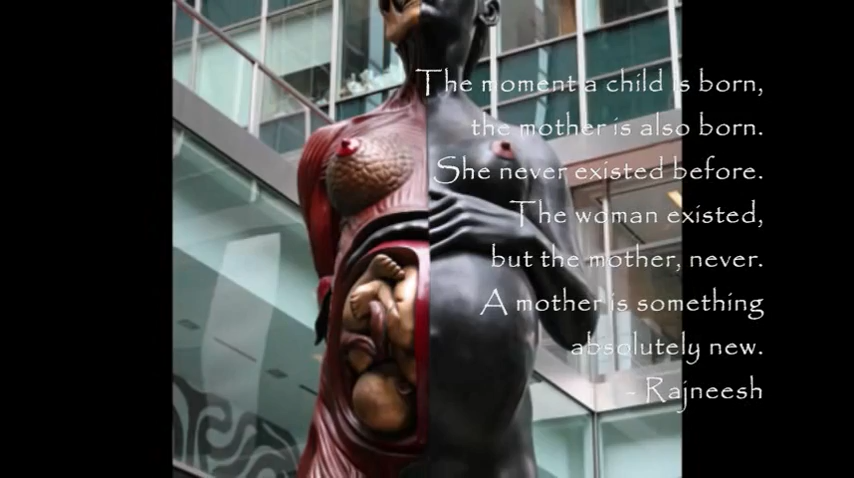 The moment a child is born,
the mother is also born.
She never existed before.
The woman existed,
but the mother, never.
A mother is something
absolutely new.
- Rajneesh